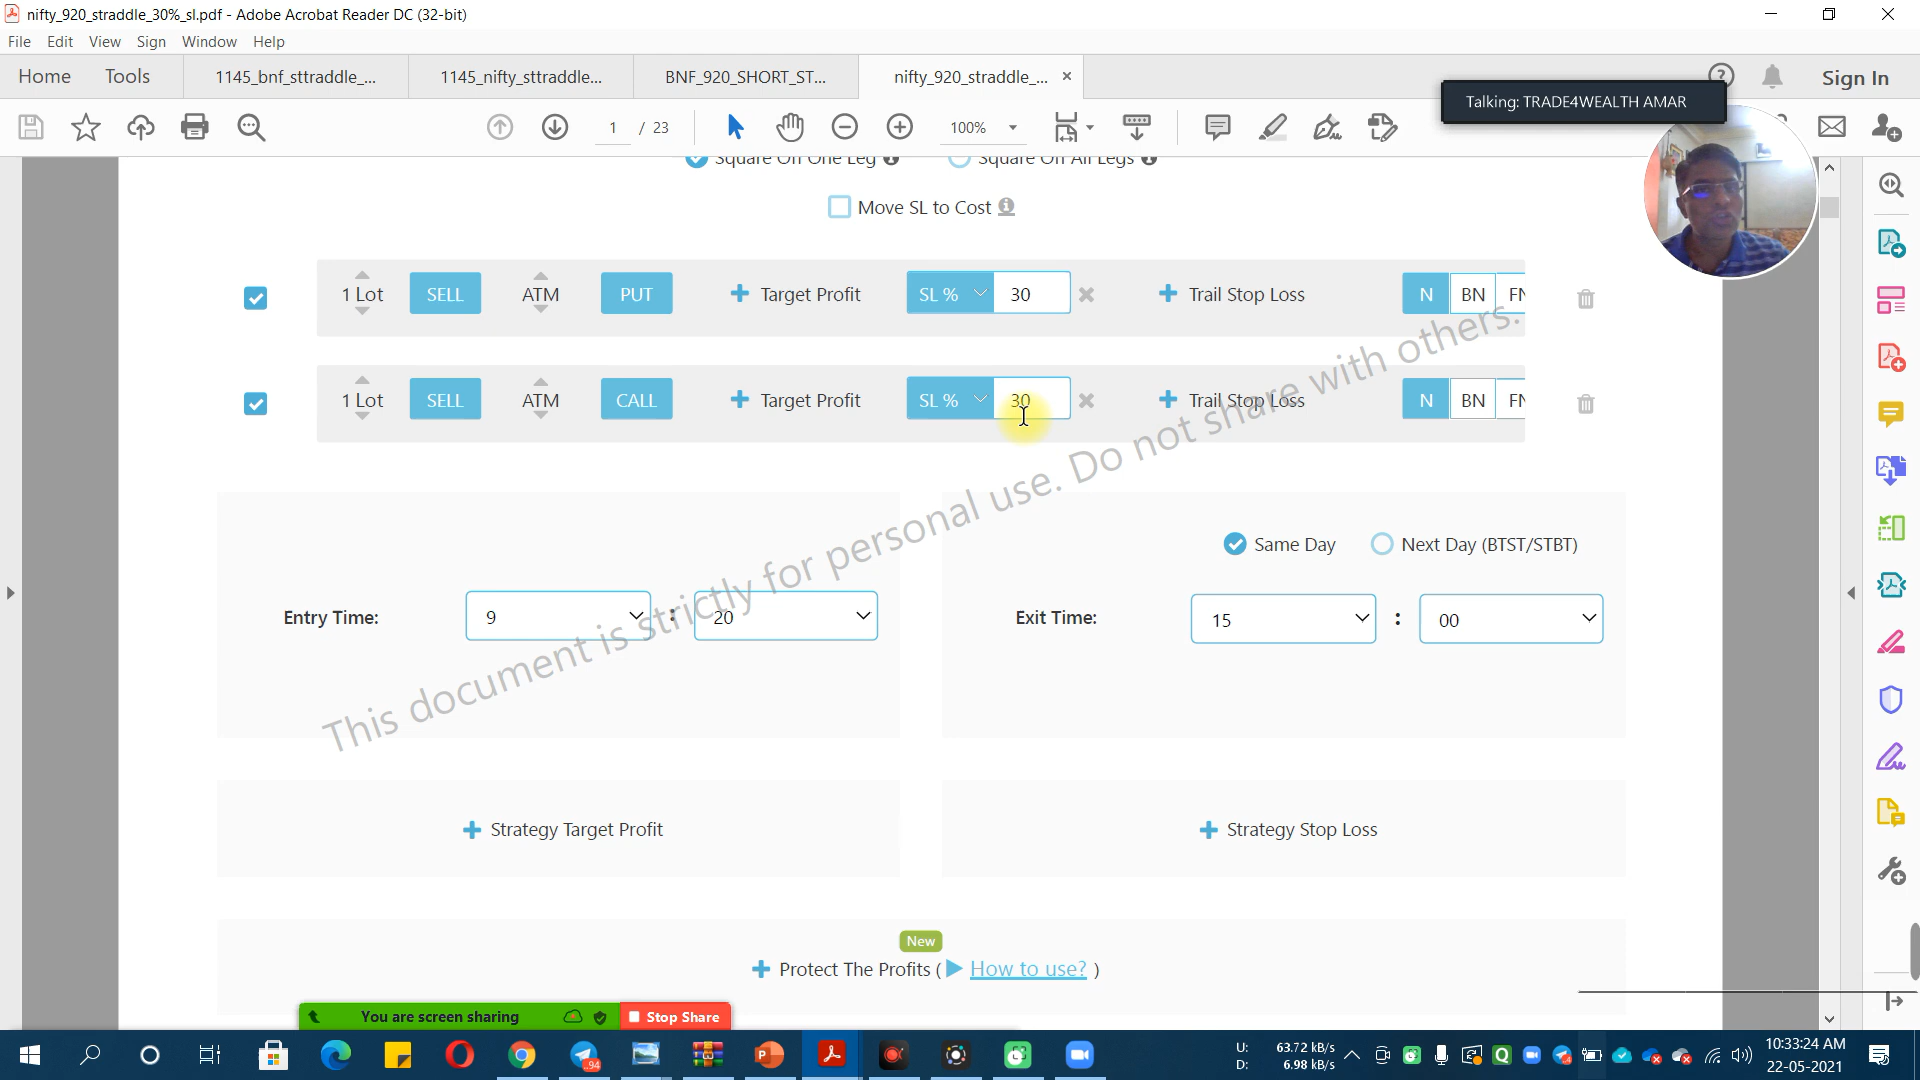 nifty_920_straddle_30%_sl.pdf - Adobe Acrobat Reader DC (32-bit)
File Edit View Sign Window Help
Home Tools 1145_bnf_sttraddle_... 1145_nifty_sttraddle... BNF_920_SHORT_ST... nifty_920_straddle_... Sign In
Talking: TRADE4WEALTH AMAR
1 / 23 100%
Square Off One Leg Square Off All Legs
Move SL to Cost
1 Lot SELL ATM PUT Target Profit SL % 30 Trail Stop Loss N BN FN
1 Lot SELL ATM CALL Target Profit SL % 30 Trail Stop Loss N BN FN
This document is strictly for personal use. Do not share with others.
Same Day Next Day (BTST/STBT)
Entry Time: 9 : 20 Exit Time: 15 : 00
Strategy Target Profit Strategy Stop Loss
New
Protect The Profits ( How to use? )
You are screen sharing Stop Share
94
U: 63.72 kB/s
D: 6.98 kB/s
10:33:24 AM
22-05-2021